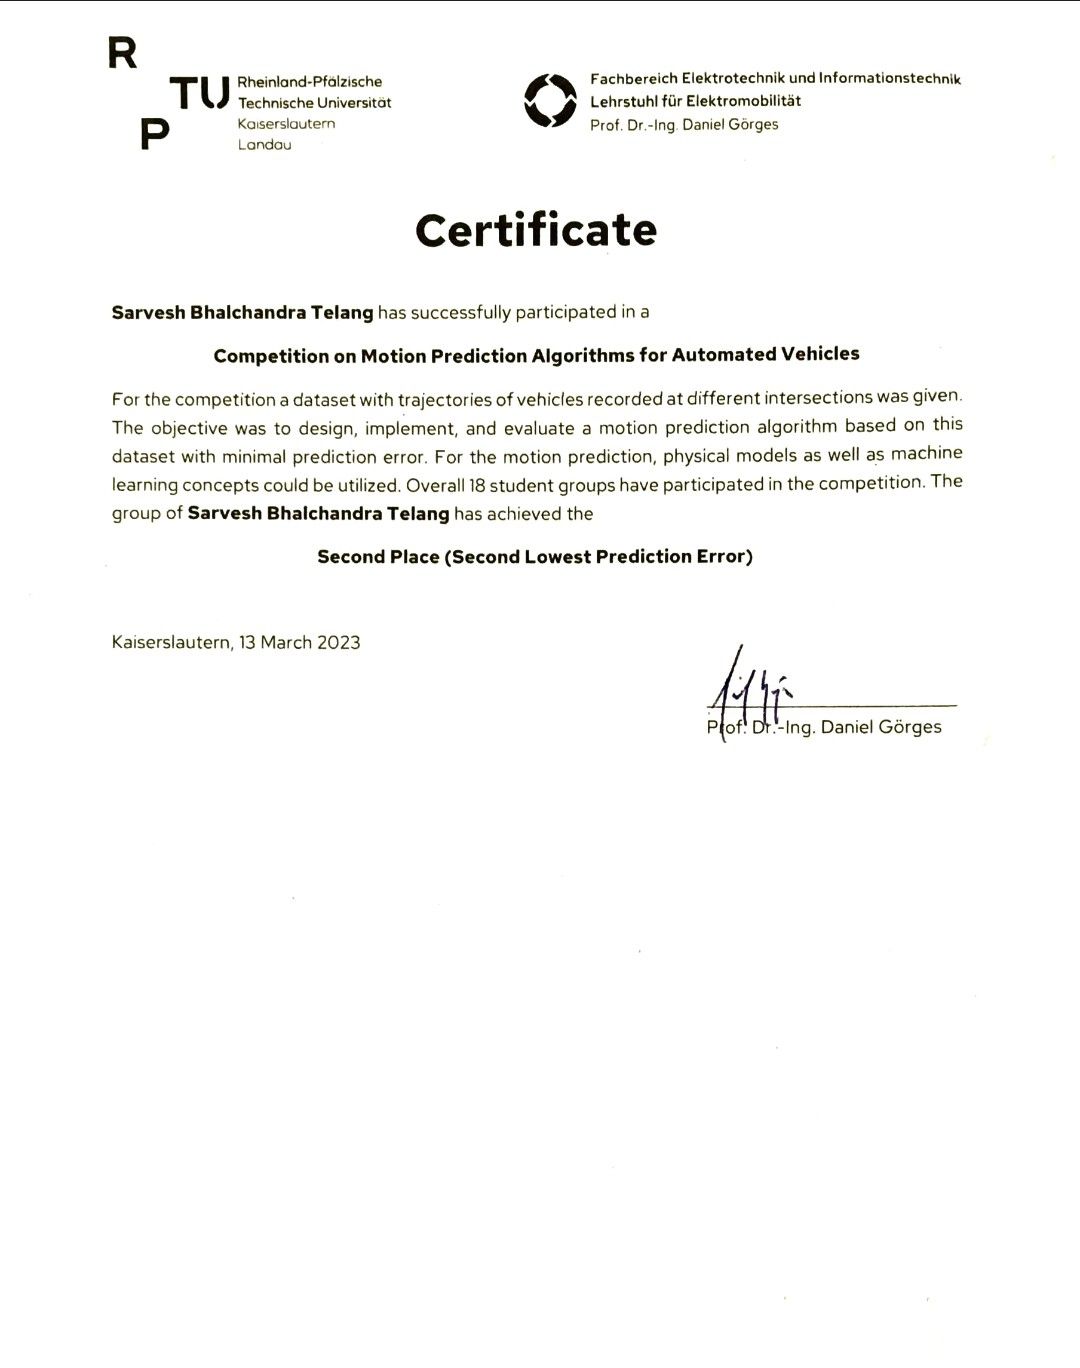 R
TU
P
Rheinland-Pfälzische
Technische Universität
Kaiserslautern
Landau
Fachbereich Elektrotechnik und Informationstechnik
Lehrstuhl für Elektromobilität
Prof. Dr.-Ing. Daniel Görges
Certificate
Sarvesh Bhalchandra Telang has successfully participated in a
Competition on Motion Prediction Algorithms for Automated Vehicles
For the competition a dataset with trajectories of vehicles recorded at different intersections was given.
The objective was to design, implement, and evaluate a motion prediction algorithm based on this
dataset with minimal prediction error. For the motion prediction, physical models as well as machine
learning concepts could be utilized. Overall 18 student groups have participated in the competition. The
group of Sarvesh Bhalchandra Telang has achieved the
Second Place (Second Lowest Prediction Error)
Kaiserslautern, 13 March 2023
Prof. Dr.-Ing. Daniel Görges